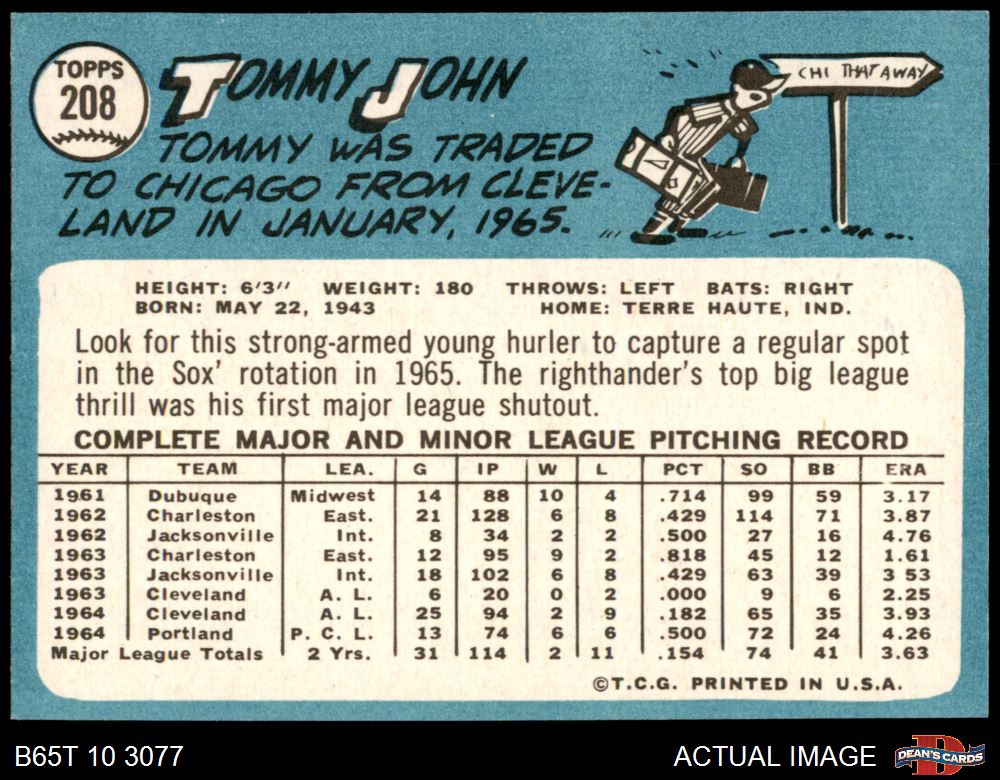 TOPPS
208
TOMMY JOHN
TOMMY WAS TRADED
TO CHICAGO FROM CLEVE-
LAND IN JANUARY, 1965.
CHI THAT AWAY
HEIGHT: 6'3" WEIGHT: 180 THROWS: LEFT BATS: RIGHT
BORN: MAY 22, 1943 HOME: TERRE HAUTE, IND.
Look for this strong-armed young hurler to capture a regular spot
in the Sox' rotation in 1965. The righthander's top big league
thrill was his first major league shutout.
COMPLETE MAJOR AND MINOR LEAGUE PITCHING RECORD
YEAR TEAM LEA. G IP W L PCT SO BB ERA
1961 Dubuque Midwest 14 88 10 4 .714 99 59 3.17
1962 Charleston East. 21 128 6 8 .429 114 71 3.87
1962 Jacksonville Int. 8 34 2 2 .500 27 16 4.76
1963 Charleston East. 12 95 9 2 .818 45 12 1.61
1963 Jacksonville Int. 18 102 6 8 .429 63 39 3 53
1963 Cleveland A. L. 6 20 0 2 .000 9 6 2.25
1964 Cleveland A. L. 25 94 2 9 .182 65 35 3.93
1964 Portland P. C. L. 13 74 6 6 .500 72 24 4.26
Major League Totals 2 Yrs. 31 114 2 11 .154 74 41 3.63
©T.C.G. PRINTED IN U.S.A.
B65T 10 3077
ACTUAL IMAGE
D
DEAN'S CARDS